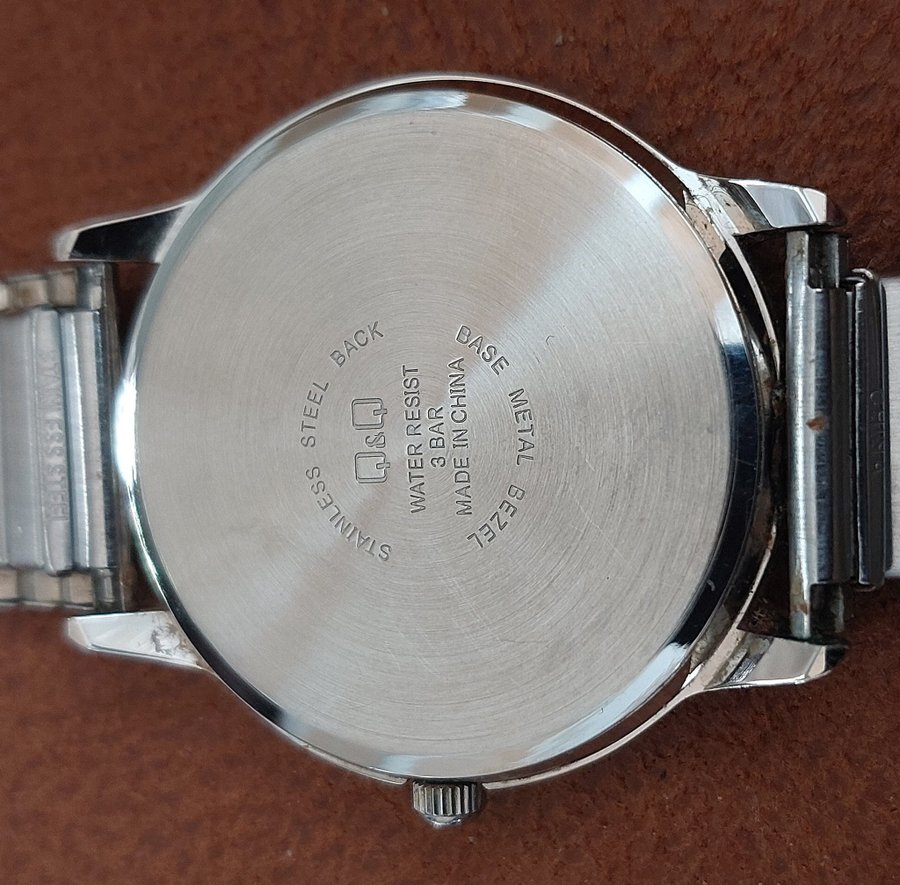 STAINLESS STEEL BACK
Q&Q
WATER RESIST
3 BAR
MADE IN CHINA
BASE METAL BEZEL